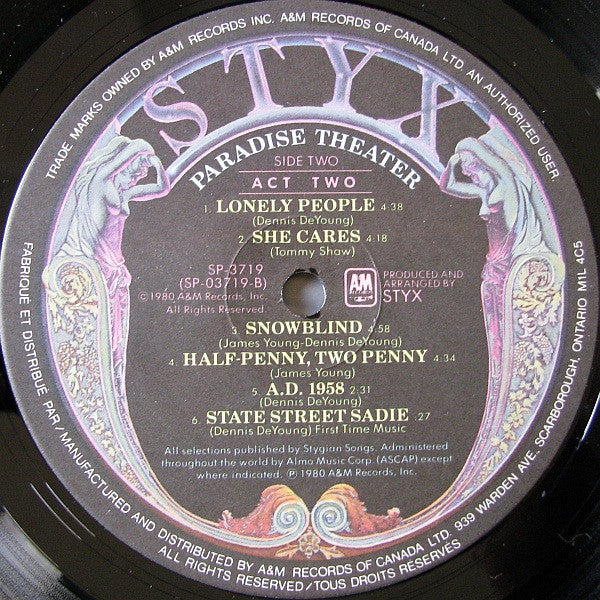 TRADE MARKS OWNED BY A&M RECORDS INC. A&M RECORDS OF CANADA LTD. AN AUTHORIZED USER.
STYX
PARADISE THEATER
SIDE TWO
ACT TWO
1. LONELY PEOPLE 4:38
(Dennis DeYoung)
2. SHE CARES 4:18
(Tommy Shaw)
SP-3719
(SP-03719-B)
℗ 1980 A&M Records, Inc.
All Rights Reserved.
A&M
RECORDS
PRODUCED AND
ARRANGED BY
STYX
3. SNOWBLIND 4:58
(James Young-Dennis DeYoung)
4. HALF-PENNY, TWO PENNY 4:34
(James Young)
5. A.D. 1958 2:31
(Dennis DeYoung)
6. STATE STREET SADIE :27
(Dennis DeYoung) First Time Music
All selections published by Stygian Songs. Administered
throughout the world by Almo Music Corp. (ASCAP) except
where indicated. ℗ 1980 A&M Records, Inc.
FABRIQUÉ ET DISTRIBUÉ PAR / MANUFACTURED AND DISTRIBUTED BY A&M RECORDS OF CANADA LTD. 939 WARDEN AVE. SCARBOROUGH, ONTARIO M1L 4C5
ALL RIGHTS RESERVED / TOUS DROITS RESERVÉS